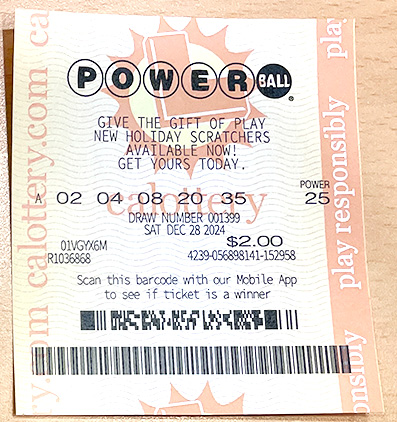 POWERBALL
GIVE THE GIFT OF PLAY
NEW HOLIDAY SCRATCHERS
AVAILABLE NOW!
GET YOURS TODAY.
POWER
A 02 04 08 20 35 25
calottery
DRAW NUMBER 001399
SAT DEC 28 2024
01VGYX6M $2.00
R1036868 4239-056898141-152958
Scan this barcode with our Mobile App
to see if ticket is a winner
calottery.com
play responsibly